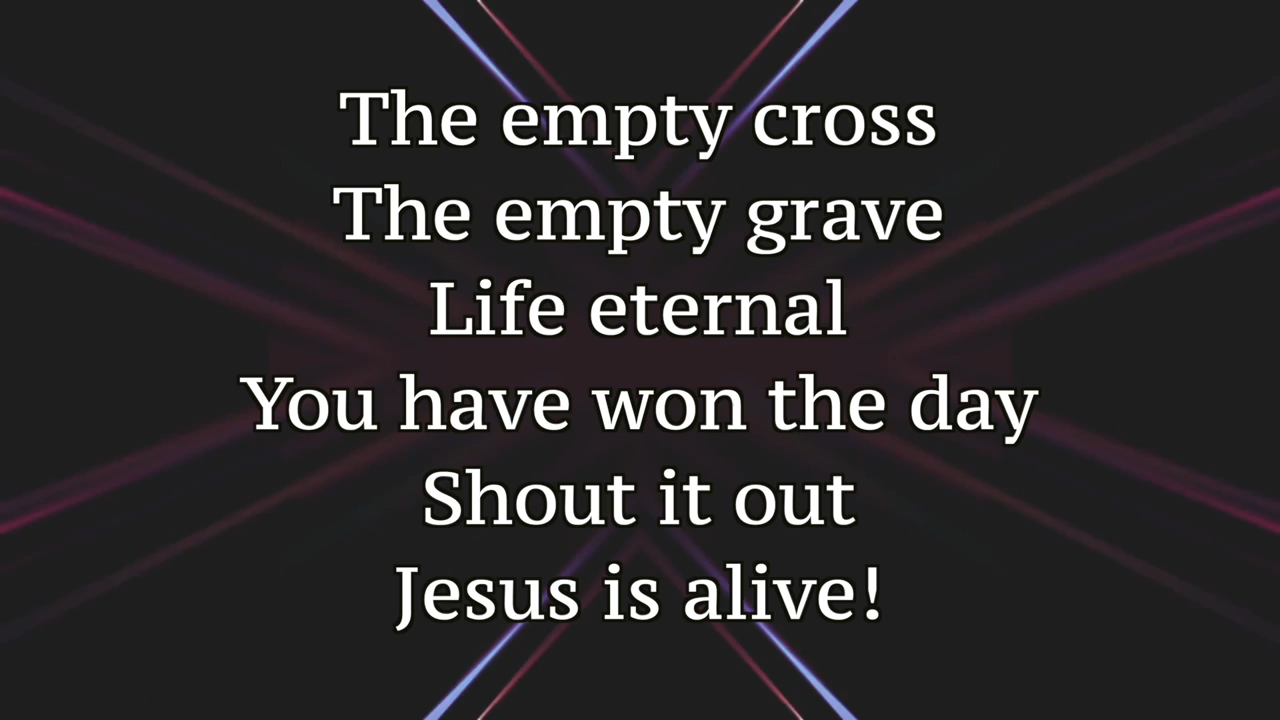 The empty cross
The empty grave
Life eternal
You have won the day
Shout it out
Jesus is alive!